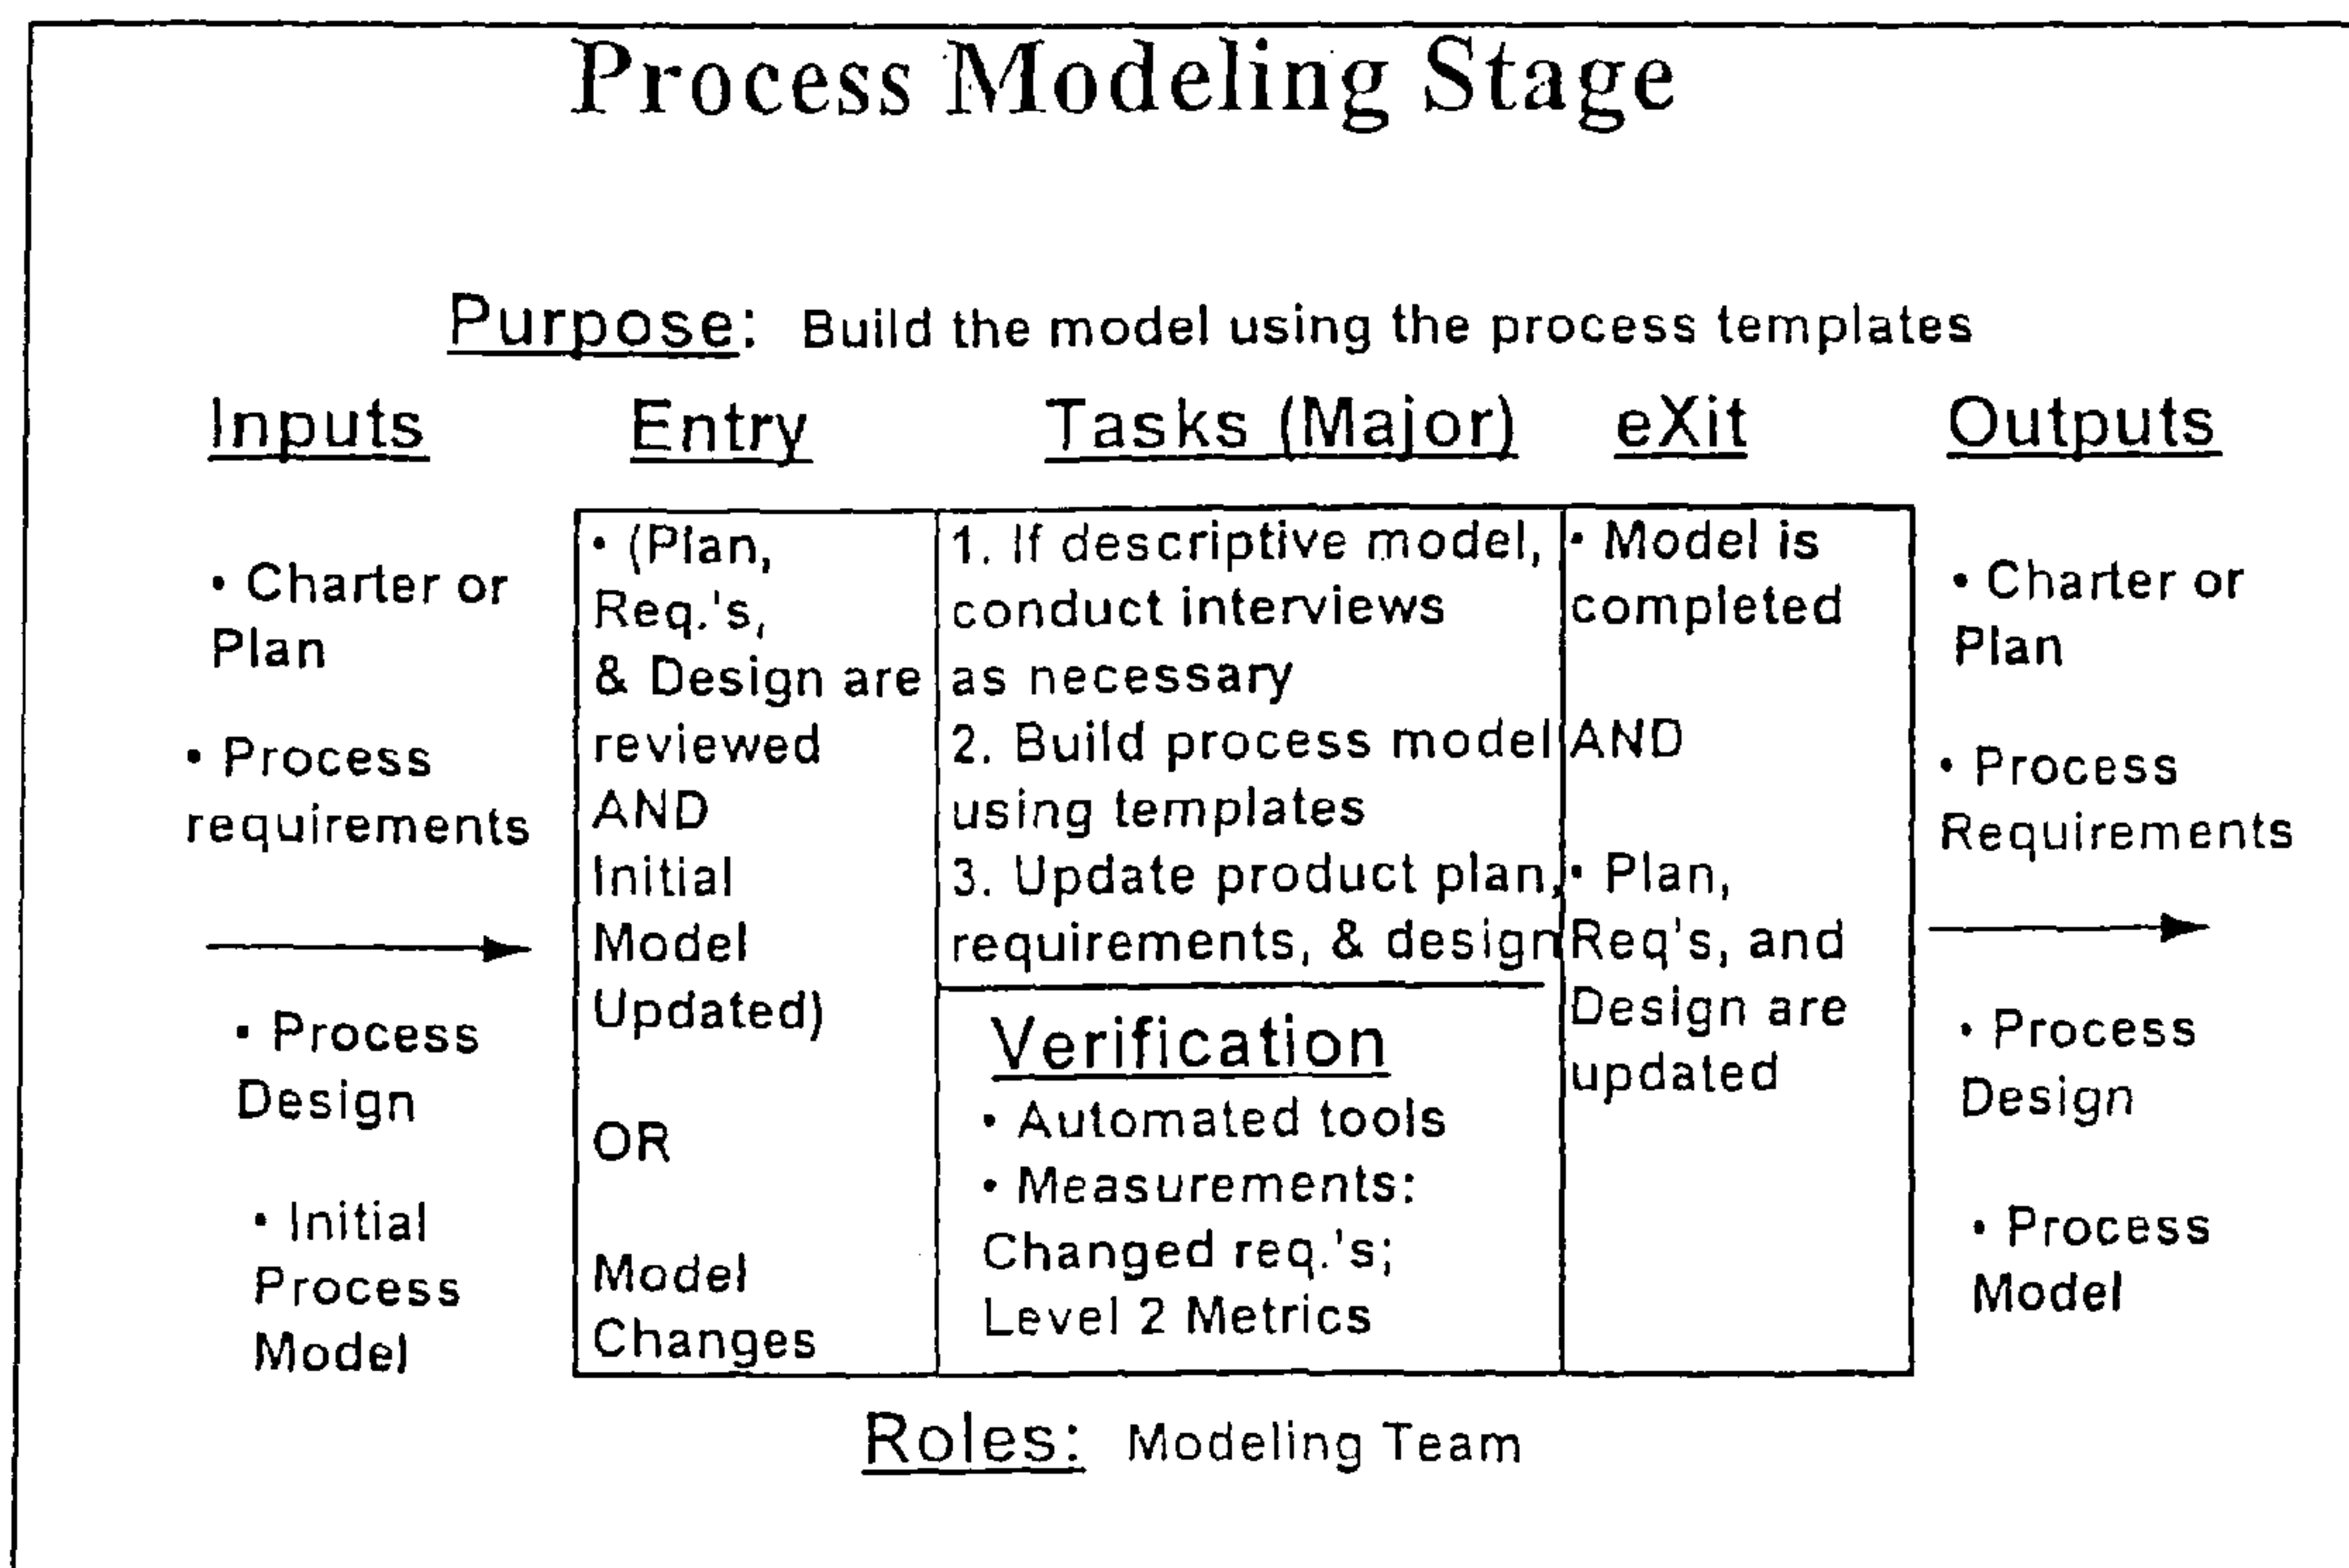 Process Modeling Stage
Purpose: Build the model using the process templates
Inputs
• Charter or
Plan
• Process
requirements
• Process
Design
• Initial
Process
Model
Entry
• (Plan,
Req.'s,
& Design are
reviewed
AND
Initial
Model
Updated)
OR
Model
Changes
Tasks (Major)
1. If descriptive model,
conduct interviews
as necessary
2. Build process model
using templates
3. Update product plan,
requirements, & design
Verification
• Automated tools
• Measurements:
Changed req.'s;
Level 2 Metrics
eXit
• Model is
completed
AND
• Plan,
Req's, and
Design are
updated
Outputs
• Charter or
Plan
• Process
Requirements
• Process
Design
• Process
Model
Roles: Modeling Team